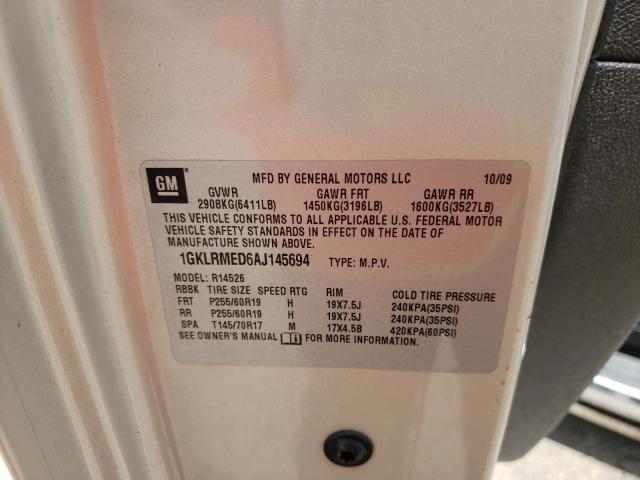 GM
MFD BY GENERAL MOTORS LLC 10/09
GVWR GAWR FRT GAWR RR
2908KG(6411LB) 1450KG(3196LB) 1600KG(3527LB)
THIS VEHICLE CONFORMS TO ALL APPLICABLE U.S. FEDERAL MOTOR
VEHICLE SAFETY STANDARDS IN EFFECT ON THE DATE OF
MANUFACTURE SHOWN ABOVE.
1GKLRMED6AJ145694 TYPE: M.P.V.
MODEL: R14526
RBBK TIRE SIZE SPEED RTG RIM COLD TIRE PRESSURE
FRT P255/60R19 H 19X7.5J 240KPA(35PSI)
RR P255/60R19 H 19X7.5J 240KPA(35PSI)
SPA T145/70R17 M 17X4.5B 420KPA(60PSI)
SEE OWNER'S MANUAL FOR MORE INFORMATION.